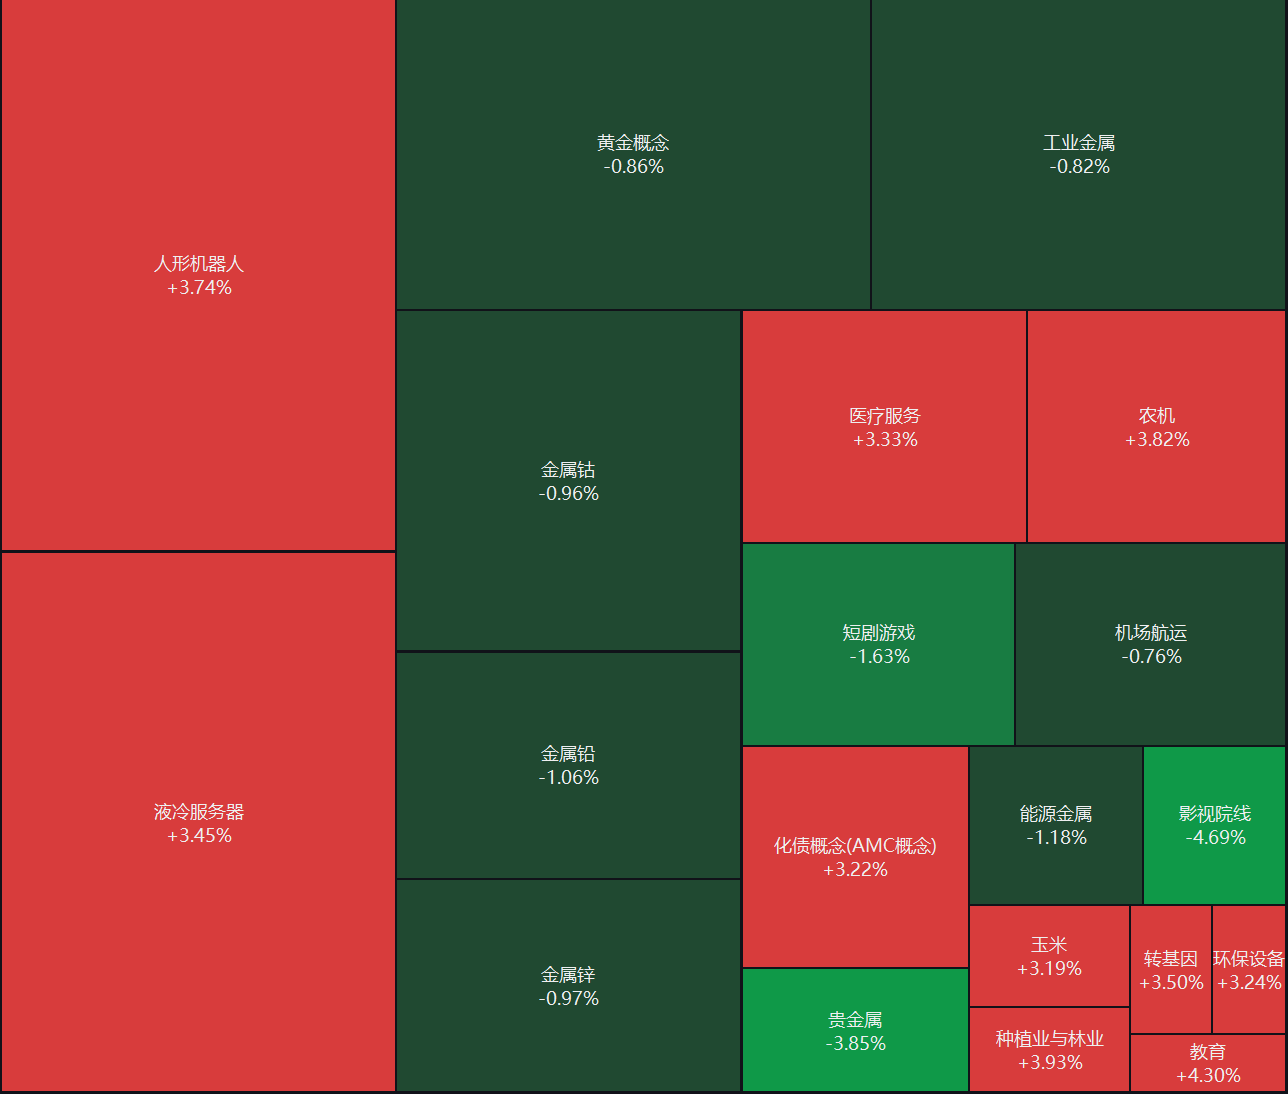 人形机器人
+3.74%
液冷服务器
+3.45%
黄金概念
-0.86%
工业金属
-0.82%
金属钴
-0.96%
金属铅
-1.06%
金属锌
-0.97%
医疗服务
+3.33%
农机
+3.82%
短剧游戏
-1.63%
机场航运
-0.76%
化债概念(AMC概念)
+3.22%
贵金属
-3.85%
能源金属
-1.18%
影视院线
-4.69%
玉米
+3.19%
种植业与林业
+3.93%
转基因
+3.50%
环保设备
+3.24%
教育
+4.30%